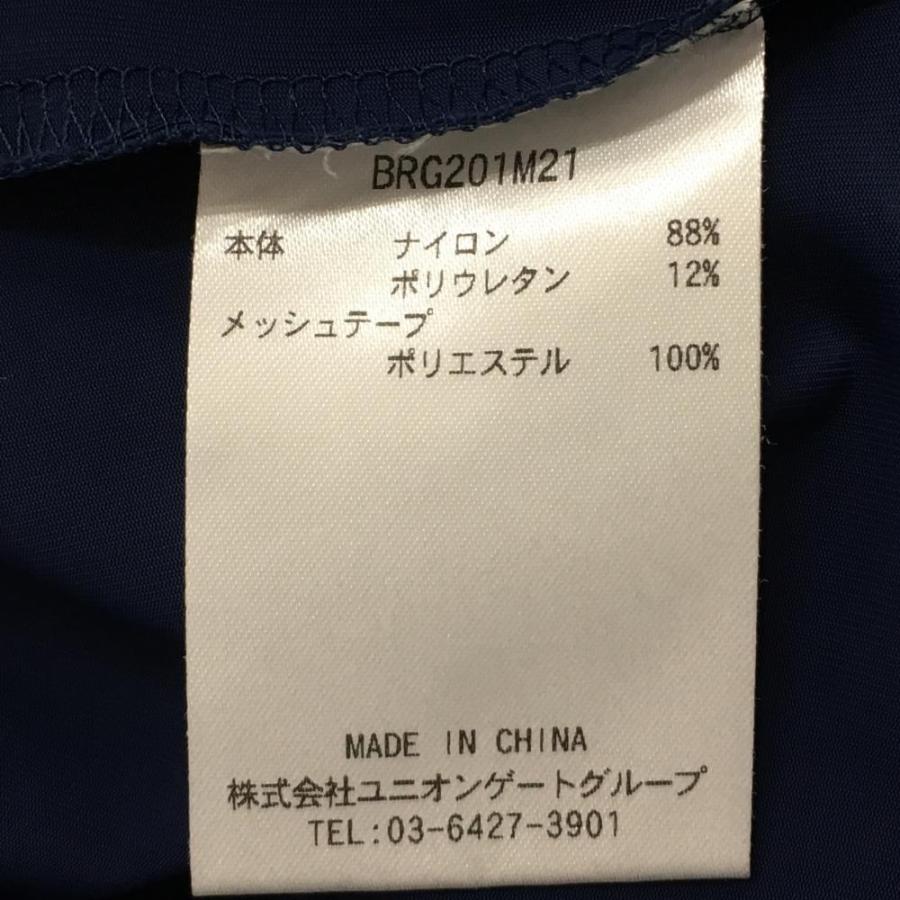 BRG201M21
本体 ナイロン 88%
ポリウレタン 12%
メッシュテープ
ポリエステル 100%
MADE IN CHINA
株式会社ユニオンゲートグループ
TEL:03-6427-3901